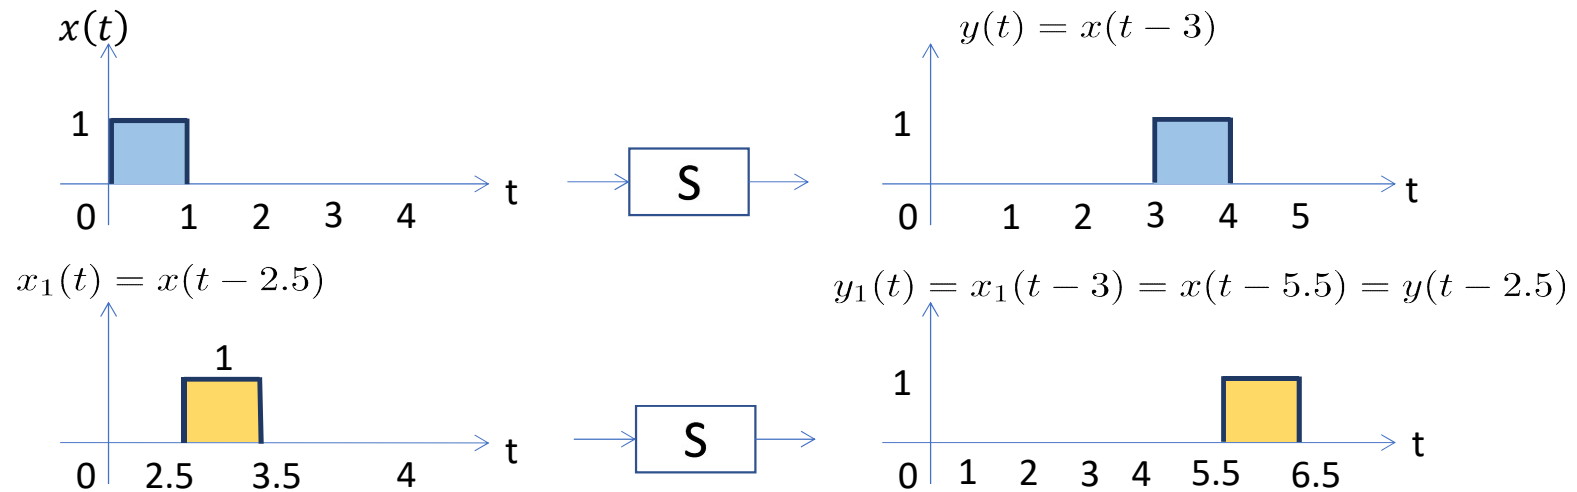 x(t)
y(t) = x(t − 3)
1
S
1
0 1 2 3 4 t
0 1 2 3 4 5 t
x₁(t) = x(t − 2.5)
y₁(t) = x₁(t − 3) = x(t − 5.5) = y(t − 2.5)
1
S
1
0 2.5 3.5 4 t
0 1 2 3 4 5.5 6.5 t